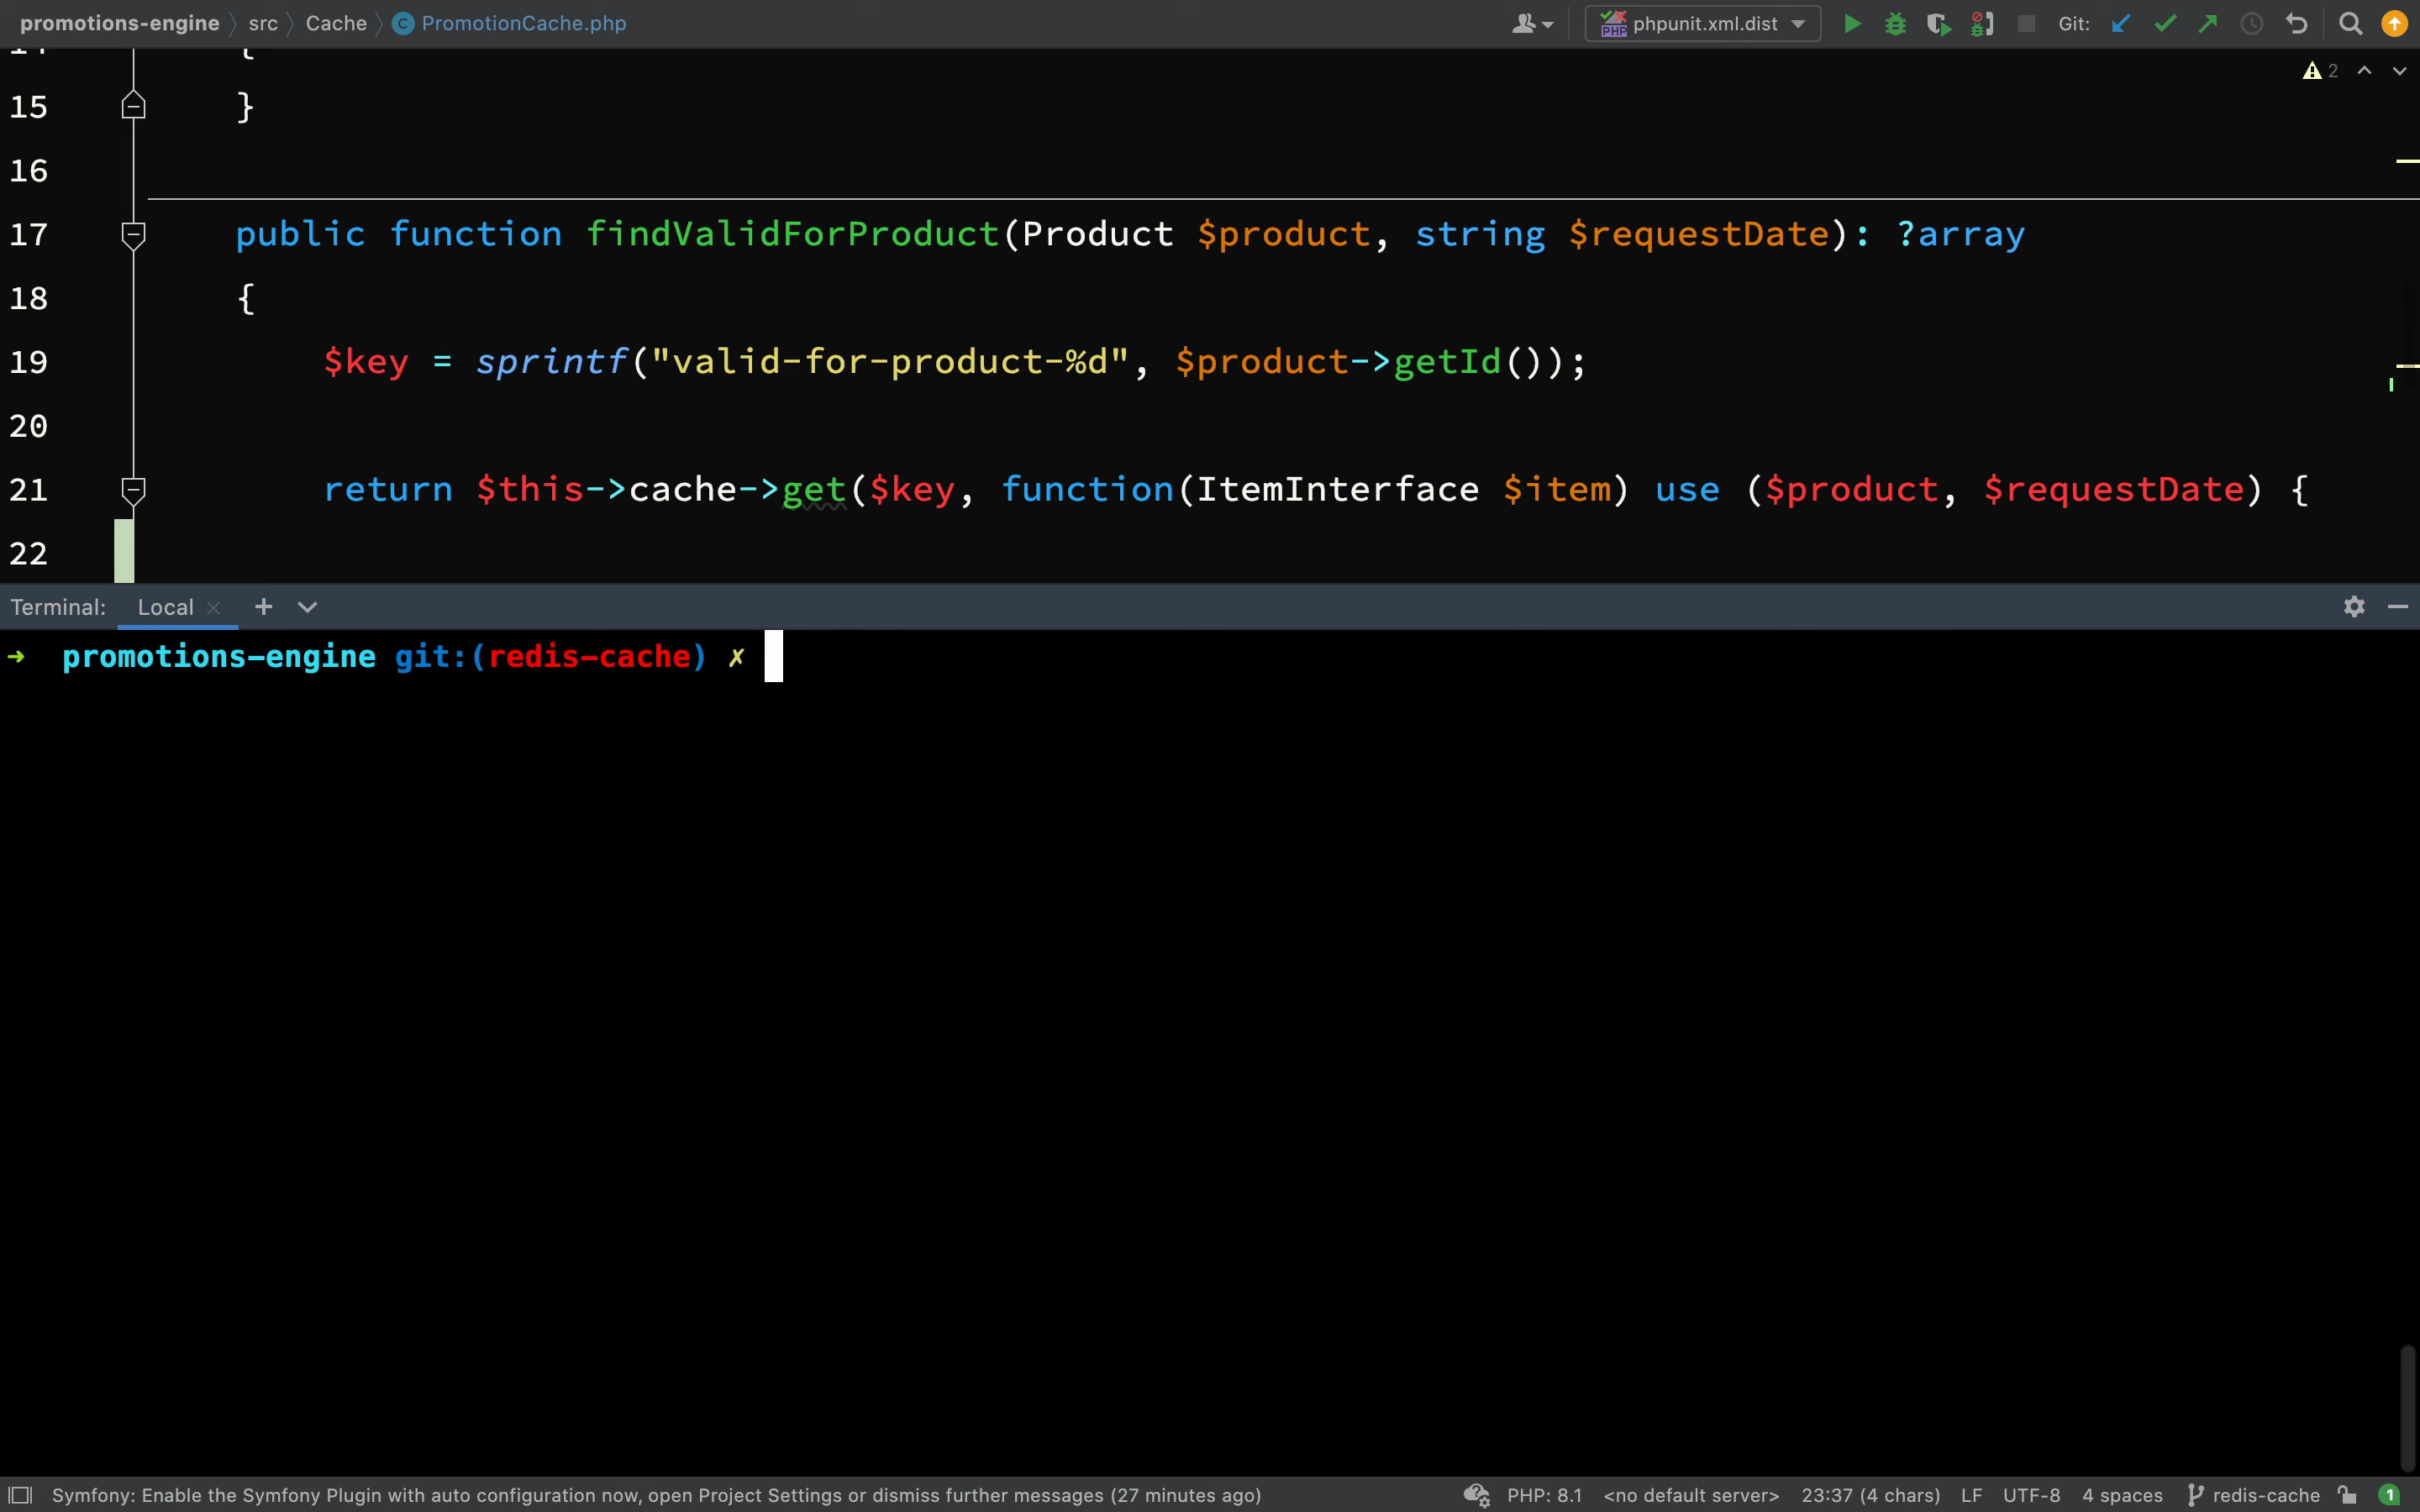 promotions-engine src Cache PromotionCache.php phpunit.xml.dist Git:
14 {
2
15 }
16
17 public function findValidForProduct(Product $product, string $requestDate): ?array
18 {
19 $key = sprintf("valid-for-product-%d", $product->getId());
20
21 return $this->cache->get($key, function(ItemInterface $item) use ($product, $requestDate) {
22
Terminal: Local
➜ promotions-engine git:(redis-cache) ✗
Symfony: Enable the Symfony Plugin with auto configuration now, open Project Settings or dismiss further messages (27 minutes ago) PHP: 8.1 <no default server> 23:37 (4 chars) LF UTF-8 4 spaces redis-cache 1